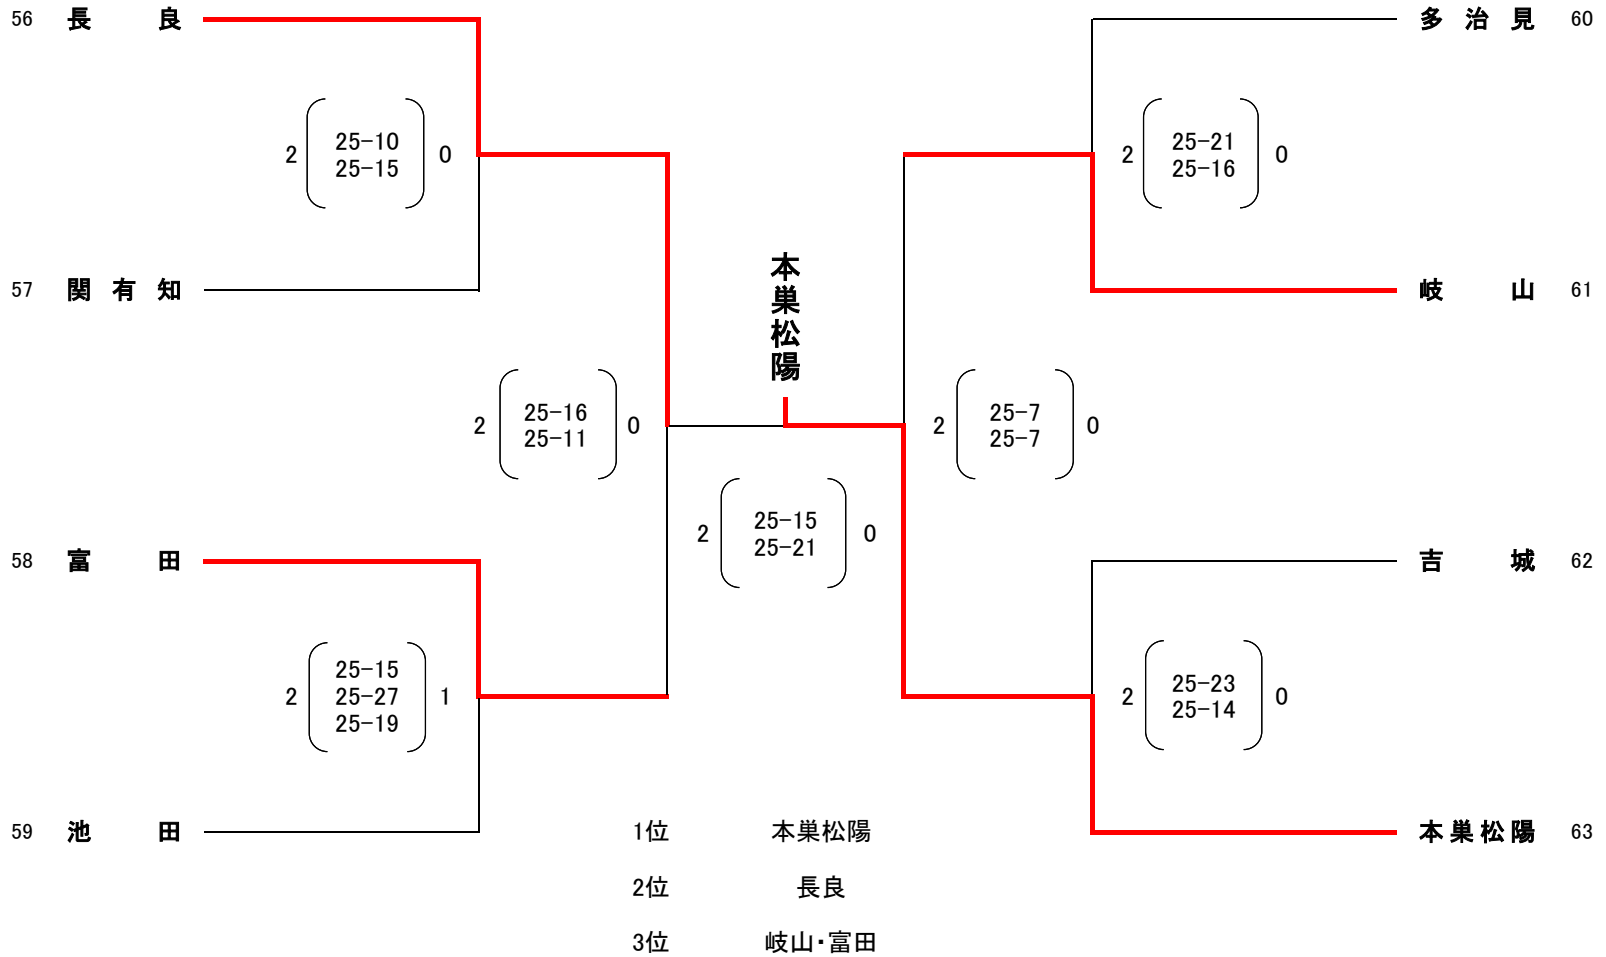 56 長良
多治見 60
2 25-10 0
25-15
2 25-21 0
25-16
57 関有知
本巣松陽
岐山 61
2 25-16 0
25-11
2 25-7 0
25-7
2 25-15 0
25-21
58 富田
吉城 62
25-15
2 25-27 1
25-19
2 25-23 0
25-14
59 池田
本巣松陽 63
1位 本巣松陽
2位 長良
3位 岐山・富田